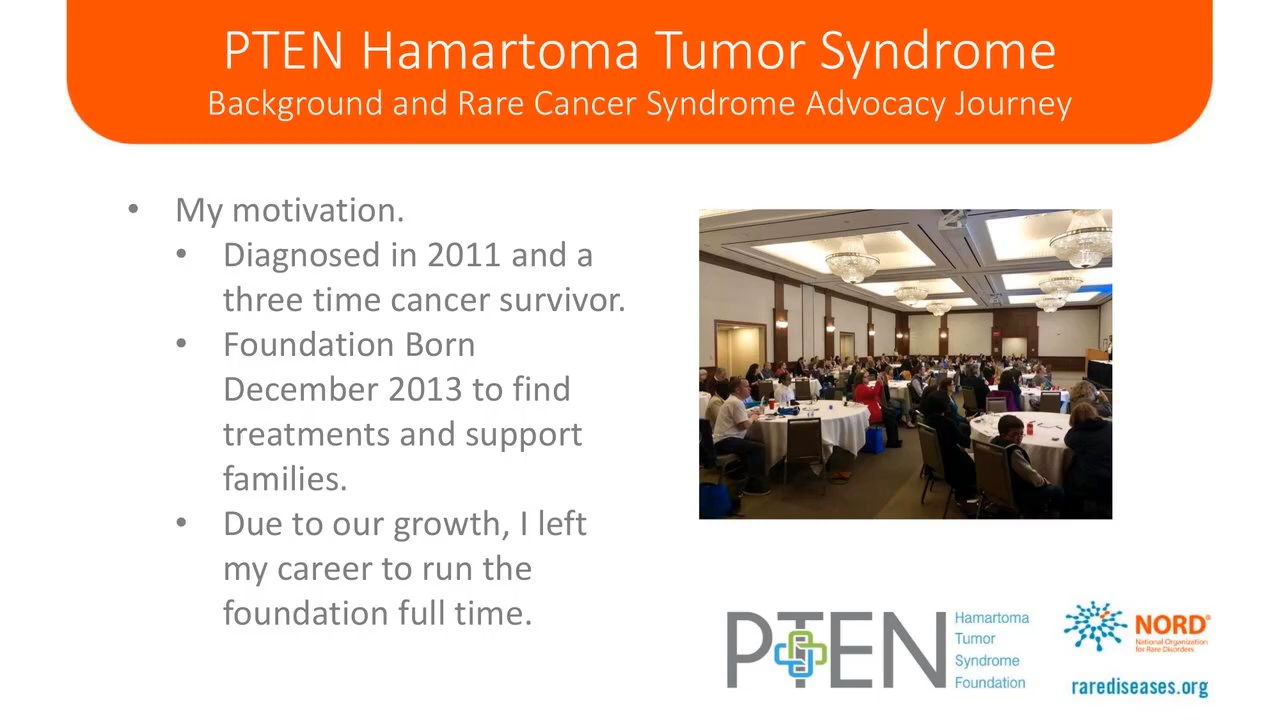 PTEN Hamartoma Tumor Syndrome
Background and Rare Cancer Syndrome Advocacy Journey
• My motivation.
• Diagnosed in 2011 and a
three time cancer survivor.
• Foundation Born
December 2013 to find
treatments and support
families.
• Due to our growth, I left
my career to run the
foundation full time.
PTEN
Hamartoma
Tumor
Syndrome
Foundation
NORD®
National Organization
for Rare Disorders
rarediseases.org